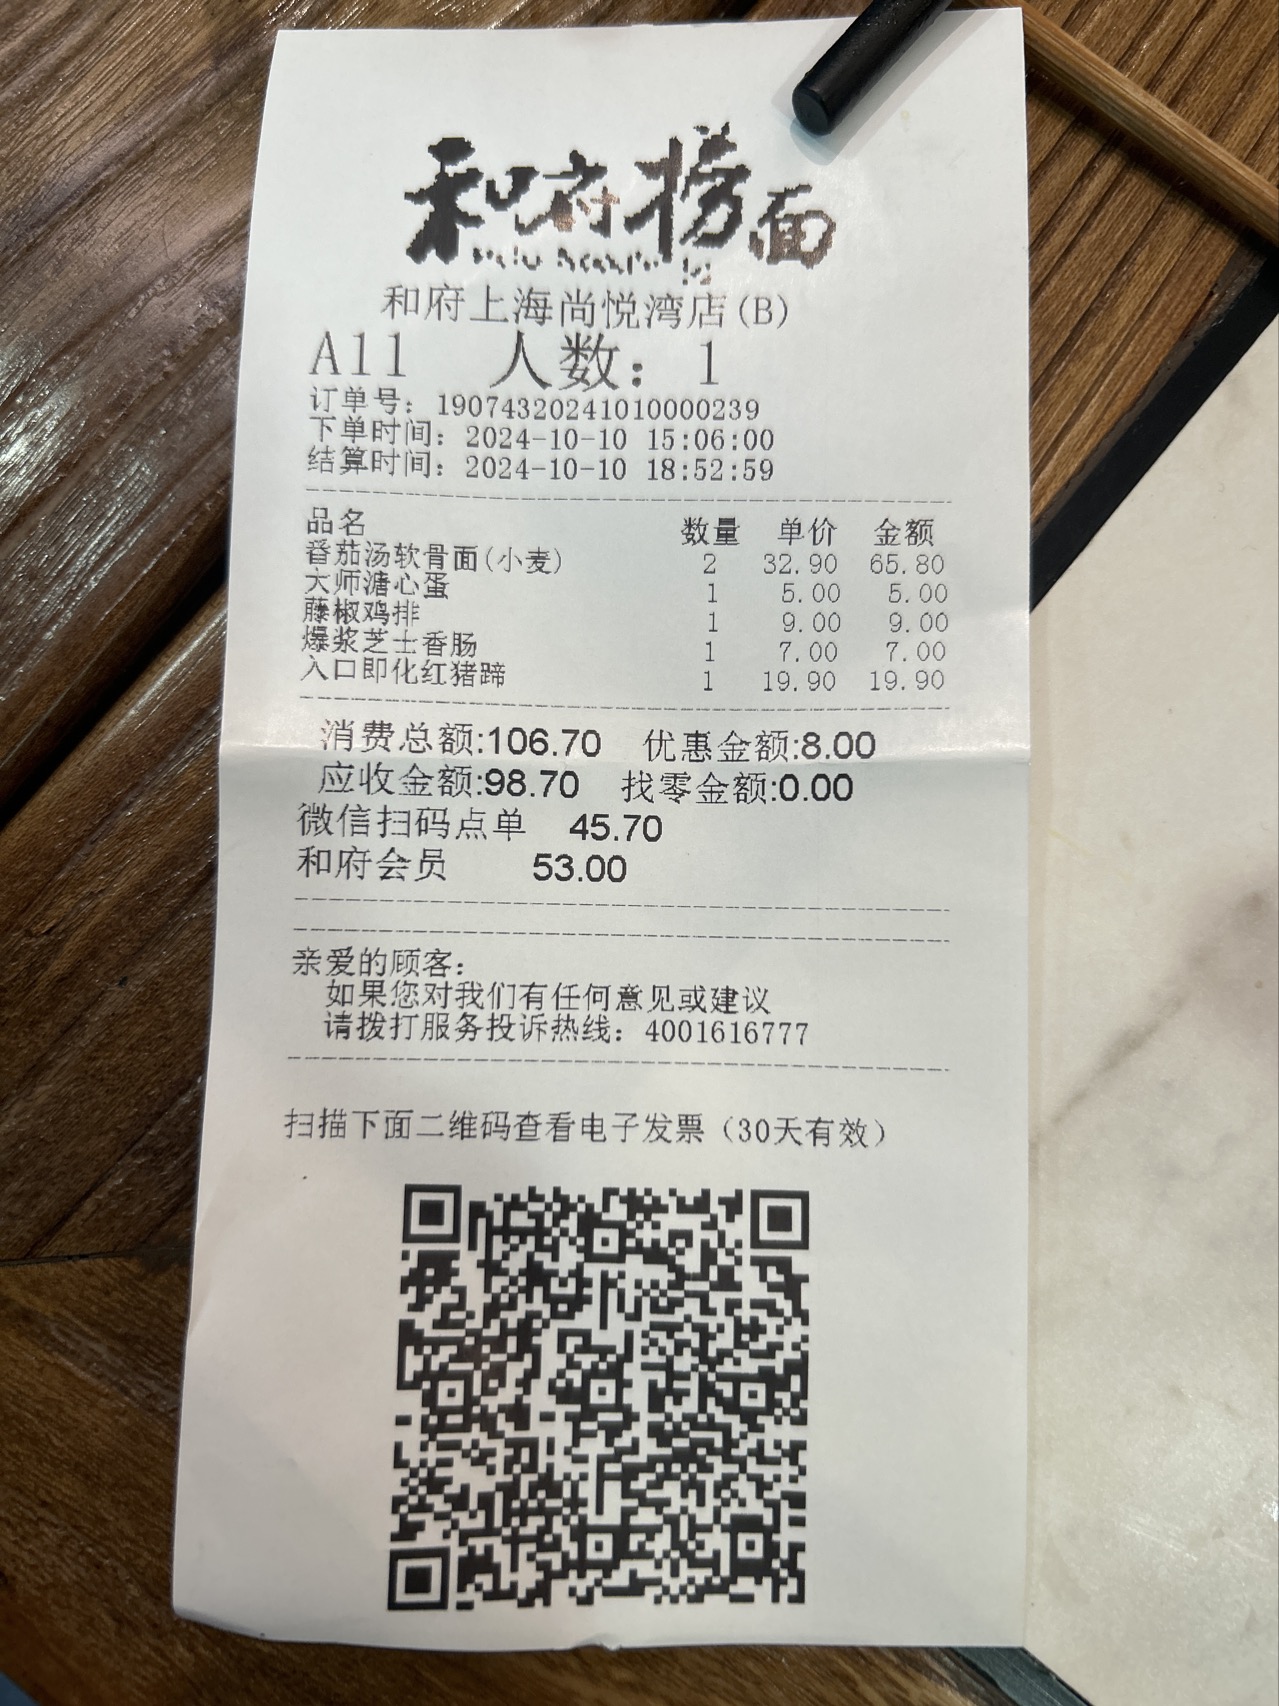 和府捞面
和府上海尚悦湾店(B)
A11 人数: 1
订单号: 19074320241010000239
下单时间: 2024-10-10 15:06:00
结算时间: 2024-10-10 18:52:59
品名 数量 单价 金额
番茄汤软骨面(小麦) 2 32.90 65.80
大师溏心蛋 1 5.00 5.00
藤椒鸡排 1 9.00 9.00
爆浆芝士香肠 1 7.00 7.00
入口即化红猪蹄 1 19.90 19.90
消费总额:106.70 优惠金额:8.00
应收金额:98.70 找零金额:0.00
微信扫码点单 45.70
和府会员 53.00
亲爱的顾客:
如果您对我们有任何意见或建议
请拨打服务投诉热线: 4001616777
扫描下面二维码查看电子发票（30天有效）